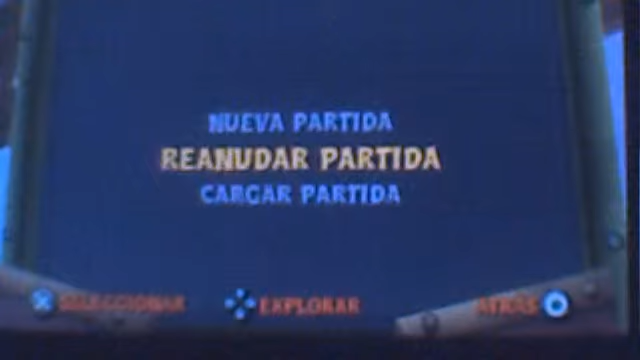 NUEVA PARTIDA
REANUDAR PARTIDA
CARGAR PARTIDA
SELECCIONAR EXPLORAR ATRÁS